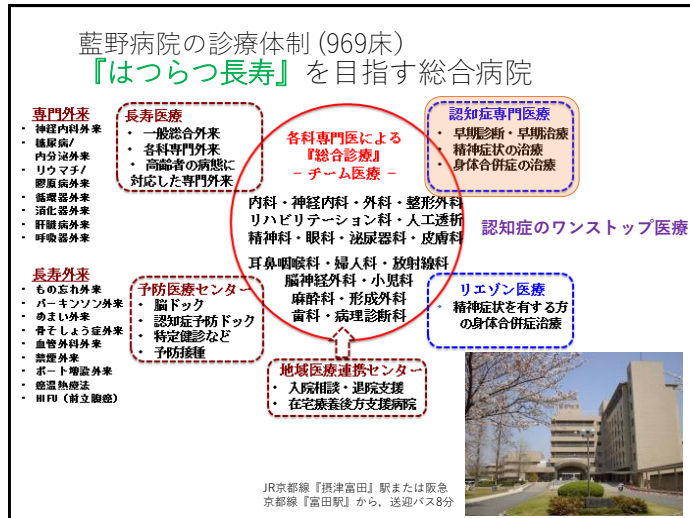 藍野病院の診療体制 (969床)
『はつらつ長寿』を目指す総合病院
専門外来
・ 神経内科外来
・ 糖尿病/
内分泌外来
・ リウマチ/
膠原病外来
・ 循環器外来
・ 消化器外来
・ 肝臓病外来
・ 呼吸器外来
長寿医療
・ 一般総合外来
・ 各科専門外来
・ 高齢者の病態に
対応した専門外来
各科専門医による
『総合診療』
− チーム医療 −
内科・神経内科・外科・整形外科
リハビリテーション科・人工透析
精神科・眼科・泌尿器科・皮膚科
耳鼻咽喉科・婦人科・放射線科
脳神経外科・小児科
麻酔科・形成外科
歯科・病理診断科
認知症専門医療
・ 早期診断・早期治療
・ 精神症状の治療
・ 身体合併症の治療
認知症のワンストップ医療
長寿外来
・ もの忘れ外来
・ パーキンソン外来
・ めまい外来
・ 骨そしょう症外来
・ 血管外科外来
・ 禁煙外来
・ ポート増設外来
・ 癌温熱療法
・ HIFU（前立腺癌）
予防医療センター
・ 脳ドック
・ 認知症予防ドック
・ 特定健診など
・ 予防接種
リエゾン医療
・ 精神症状を有する方
の身体合併症治療
地域医療連携センター
・ 入院相談・退院支援
・ 在宅療養後方支援病院
JR京都線『摂津富田』駅または阪急
京都線『富田駅』から，送迎バス8分